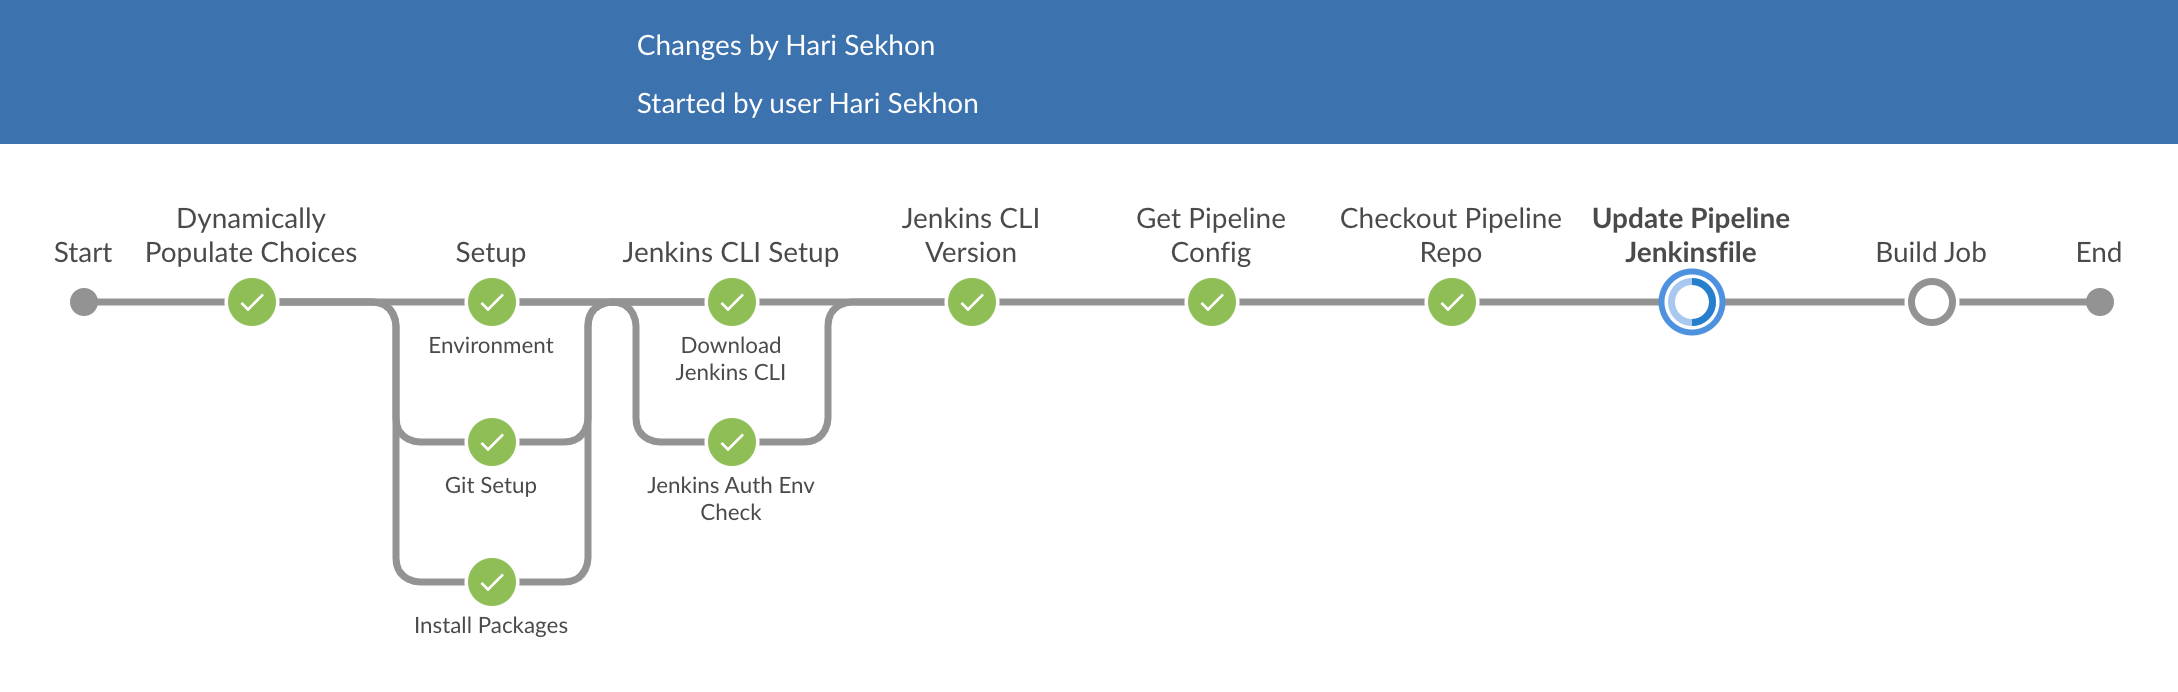 Changes by Hari Sekhon
Started by user Hari Sekhon
Start
Dynamically
Populate Choices
Setup
Jenkins CLI Setup
Jenkins CLI
Version
Get Pipeline
Config
Checkout Pipeline
Repo
Update Pipeline
Jenkinsfile
Build Job
End
Environment
Download
Jenkins CLI
Git Setup
Jenkins Auth Env
Check
Install Packages